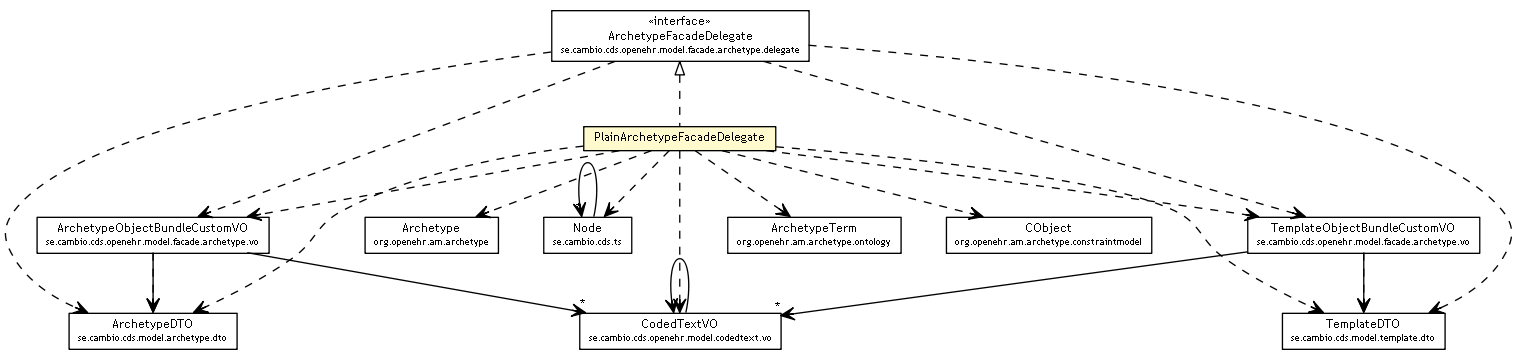 «interface»
ArchetypeFacadeDelegate
se.cambio.cds.openehr.model.facade.archetype.delegate
PlainArchetypeFacadeDelegate
ArchetypeObjectBundleCustomVO
se.cambio.cds.openehr.model.facade.archetype.vo
Archetype
org.openehr.am.archetype
*
Node
se.cambio.cds.ts
ArchetypeTerm
org.openehr.am.archetype.ontology
CObject
org.openehr.am.archetype.constraintmodel
TemplateObjectBundleCustomVO
se.cambio.cds.openehr.model.facade.archetype.vo
*
*
ArchetypeDTO
se.cambio.cds.model.archetype.dto
CodedTextVO
se.cambio.cds.openehr.model.codedtext.vo
TemplateDTO
se.cambio.cds.model.template.dto